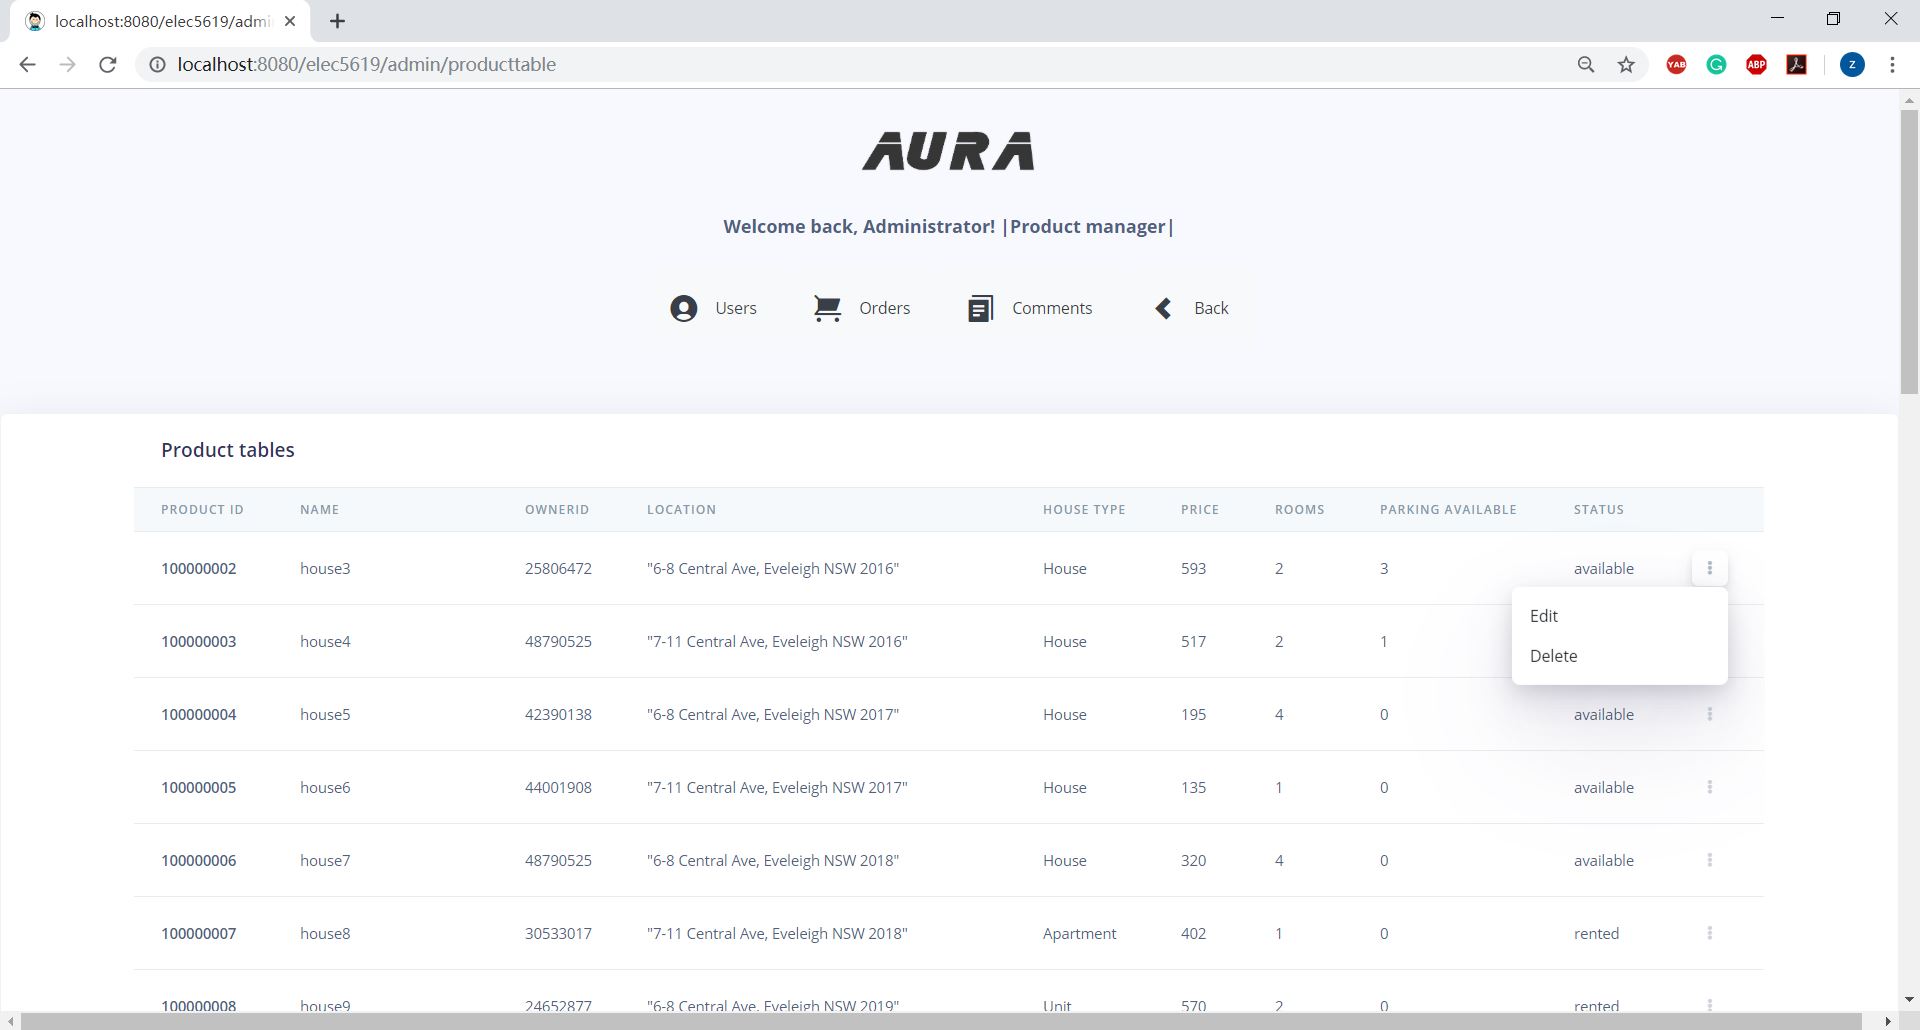 localhost:8080/elec5619/admi
localhost:8080/elec5619/admin/producttable
YAB
ABP
Z
AURA
Welcome back, Administrator! |Product manager|
Users Orders Comments Back
Product tables
PRODUCT ID NAME OWNERID LOCATION HOUSE TYPE PRICE ROOMS PARKING AVAILABLE STATUS
100000002 house3 25806472 "6-8 Central Ave, Eveleigh NSW 2016" House 593 2 3 available
Edit
100000003 house4 48790525 "7-11 Central Ave, Eveleigh NSW 2016" House 517 2 1
Delete
100000004 house5 42390138 "6-8 Central Ave, Eveleigh NSW 2017" House 195 4 0 available
100000005 house6 44001908 "7-11 Central Ave, Eveleigh NSW 2017" House 135 1 0 available
100000006 house7 48790525 "6-8 Central Ave, Eveleigh NSW 2018" House 320 4 0 available
100000007 house8 30533017 "7-11 Central Ave, Eveleigh NSW 2018" Apartment 402 1 0 rented
100000008 house9 24652877 "6-8 Central Ave, Eveleigh NSW 2019" Unit 570 2 0 rented